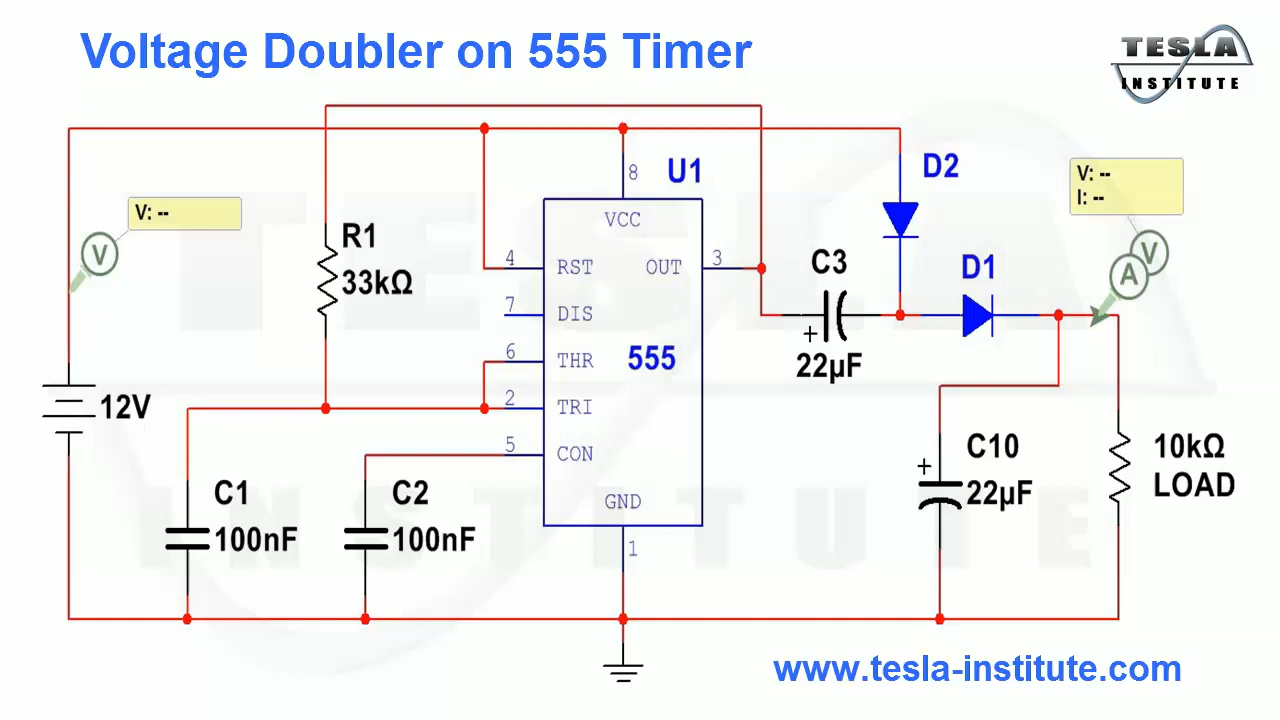 Voltage Doubler on 555 Timer
TESLA
INSTITUTE
V: --
V
R1
33kΩ
12V
C1
100nF
C2
100nF
U1
8
VCC
4
RST
OUT
3
7
DIS
6
THR
555
2
TRI
5
CON
GND
1
D2
V: --
I: --
V
A
C3
+
22µF
D1
+
C10
22µF
10kΩ
LOAD
TESLA
INSTITUTE
www.tesla-institute.com